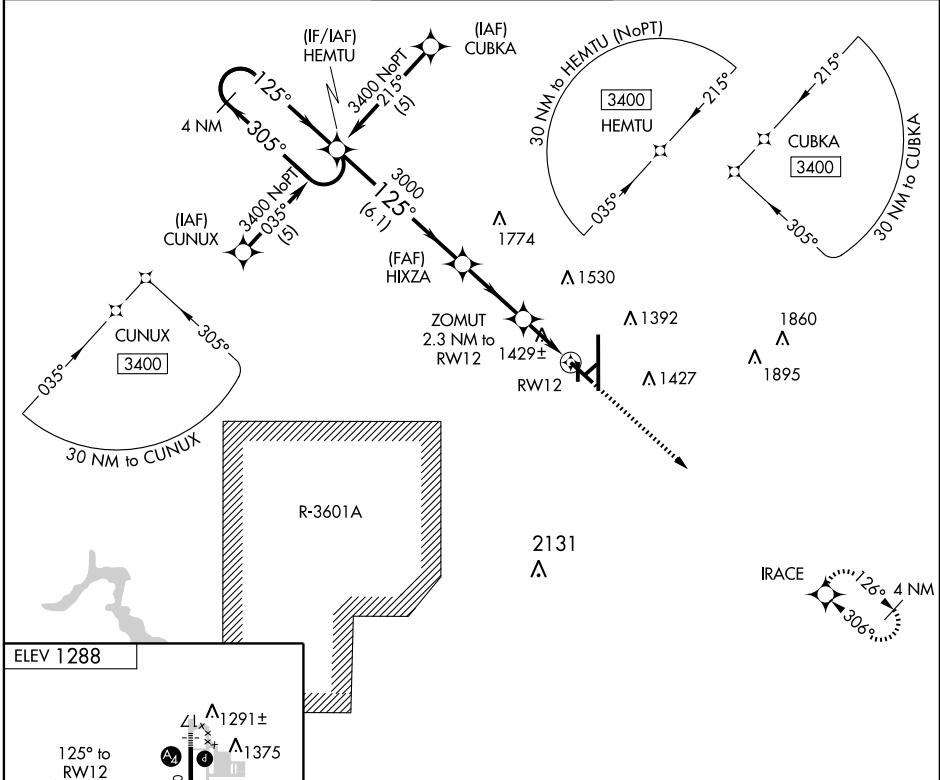 (IF/IAF)
HEMTU
(IAF)
CUBKA
3400 NoPT
215°
(5)
125°
4 NM
305°
30 NM to HEMTU (NoPT)
3400
HEMTU
215°
035°
215°
CUBKA
3400
305°
30 NM to CUBKA
(IAF)
CUNUX
3400 NoPT
035°
(5)
3000
125°
(6.1)
1774
(FAF)
HIXZA
1530
ZOMUT
2.3 NM to
RW12
1429±
1392
1860
1895
1427
RW12
CUNUX
3400
035°
305°
30 NM to CUNUX
R-3601A
2131
IRACE
126°
4 NM
306°
ELEV 1288
17
1291±
1375
125° to
RW12
A4
P